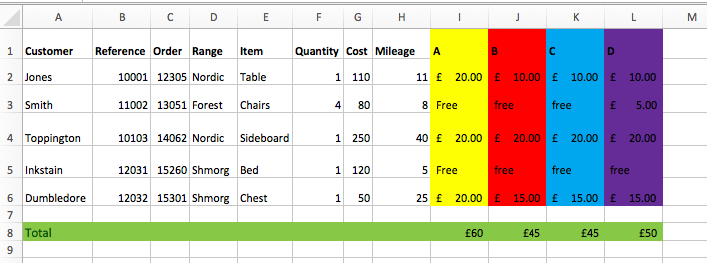 A B C D E F G H I J K L M
1 Customer Reference Order Range Item Quantity Cost Mileage A B C D
2 Jones 10001 12305 Nordic Table 1 110 11 £ 20.00 £ 10.00 £ 10.00 £ 10.00
3 Smith 11002 13051 Forest Chairs 4 80 8 Free free free £ 5.00
4 Toppington 10103 14062 Nordic Sideboard 1 250 40 £ 20.00 £ 20.00 £ 20.00 £ 20.00
5 Inkstain 12031 15260 Shmorg Bed 1 120 5 Free free free free
6 Dumbledore 12032 15301 Shmorg Chest 1 50 25 £ 20.00 £ 15.00 £ 15.00 £ 15.00
7
8 Total £60 £45 £45 £50
9